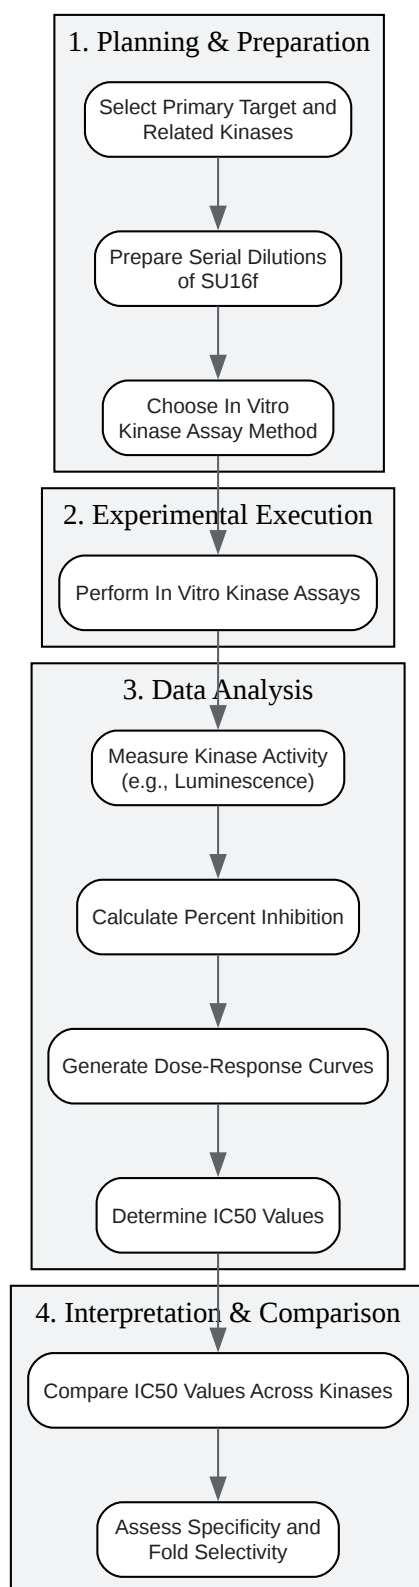 1. Planning & Preparation
Select Primary Target and
Related Kinases
Prepare Serial Dilutions
of SU16f
Choose In Vitro
Kinase Assay Method
2. Experimental Execution
Perform In Vitro Kinase Assays
3. Data Analysis
Measure Kinase Activity
(e.g., Luminescence)
Calculate Percent Inhibition
Generate Dose-Response Curves
Determine IC50 Values
4. Interpretation & Comparison
Compare IC50 Values Across Kinases
Assess Specificity and
Fold Selectivity